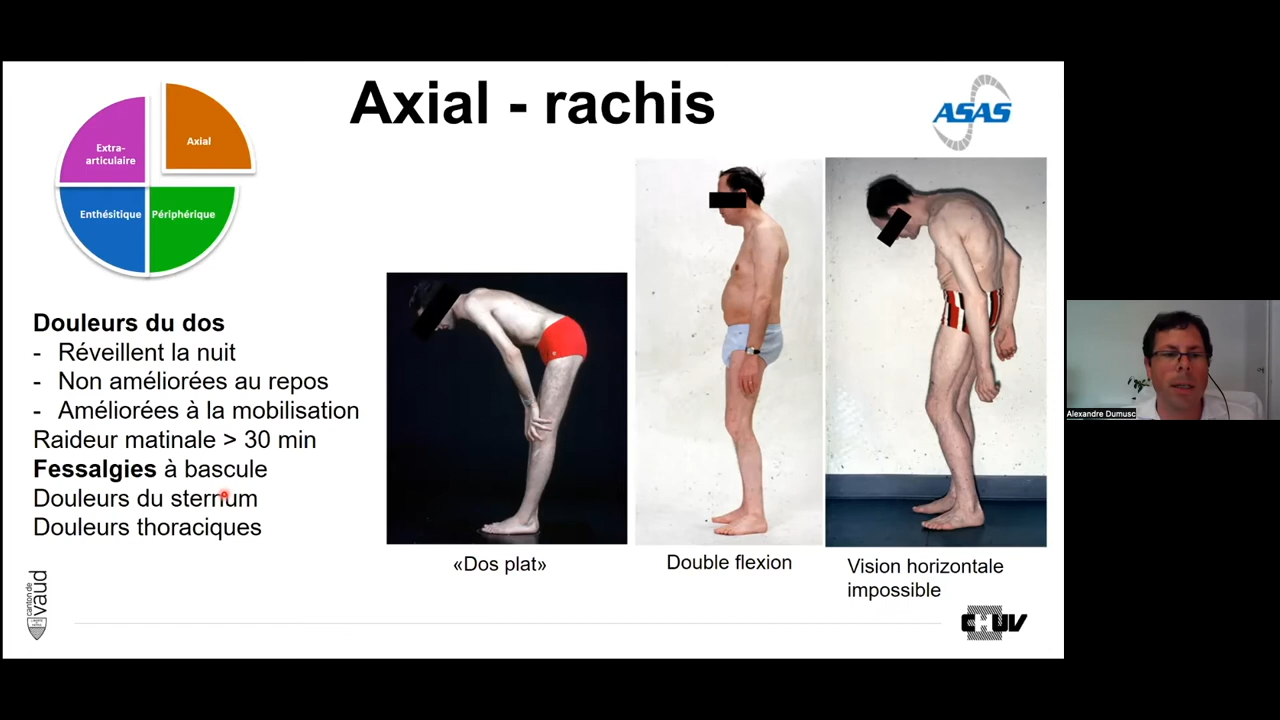 Axial - rachis
ASAS
Extra-
articulaire
Axial
Enthésitique
Périphérique
Douleurs du dos
- Réveillent la nuit
- Non améliorées au repos
- Améliorées à la mobilisation
Raideur matinale > 30 min
Fessalgies à bascule
Douleurs du sternum
Douleurs thoraciques
«Dos plat»
Double flexion
Vision horizontale
impossible
canton de
vaud
CHUV
Alexandre Dumusc